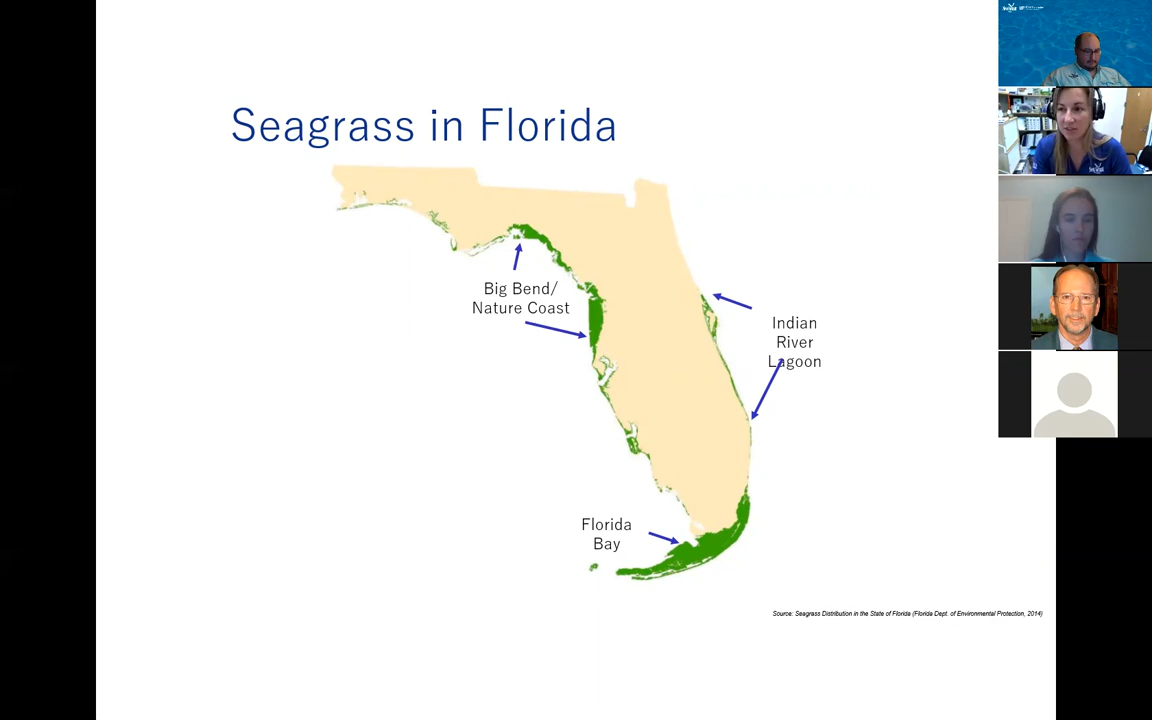 Seagrass in Florida
Big Bend/
Nature Coast
Indian
River
Lagoon
Florida
Bay
Source: Seagrass Distribution in the State of Florida (Florida Dept. of Environmental Protection, 2014)